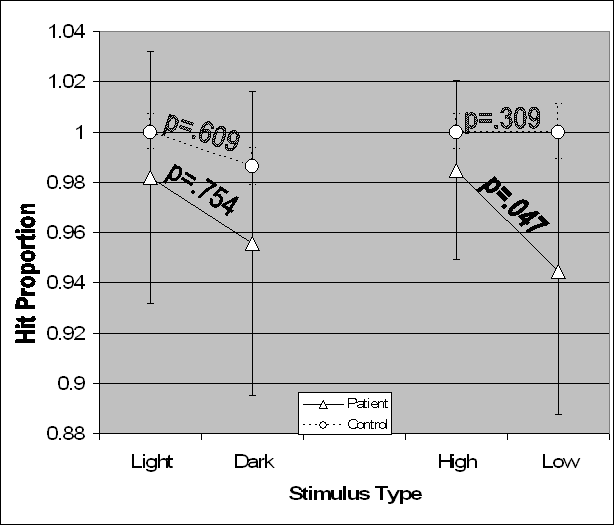 1.04
1.02
1
0.98
0.96
0.94
0.92
0.9
0.88
Hit Proportion
p=.609
p=.754
p=.309
p=.047
Patient
Control
Light Dark High Low
Stimulus Type